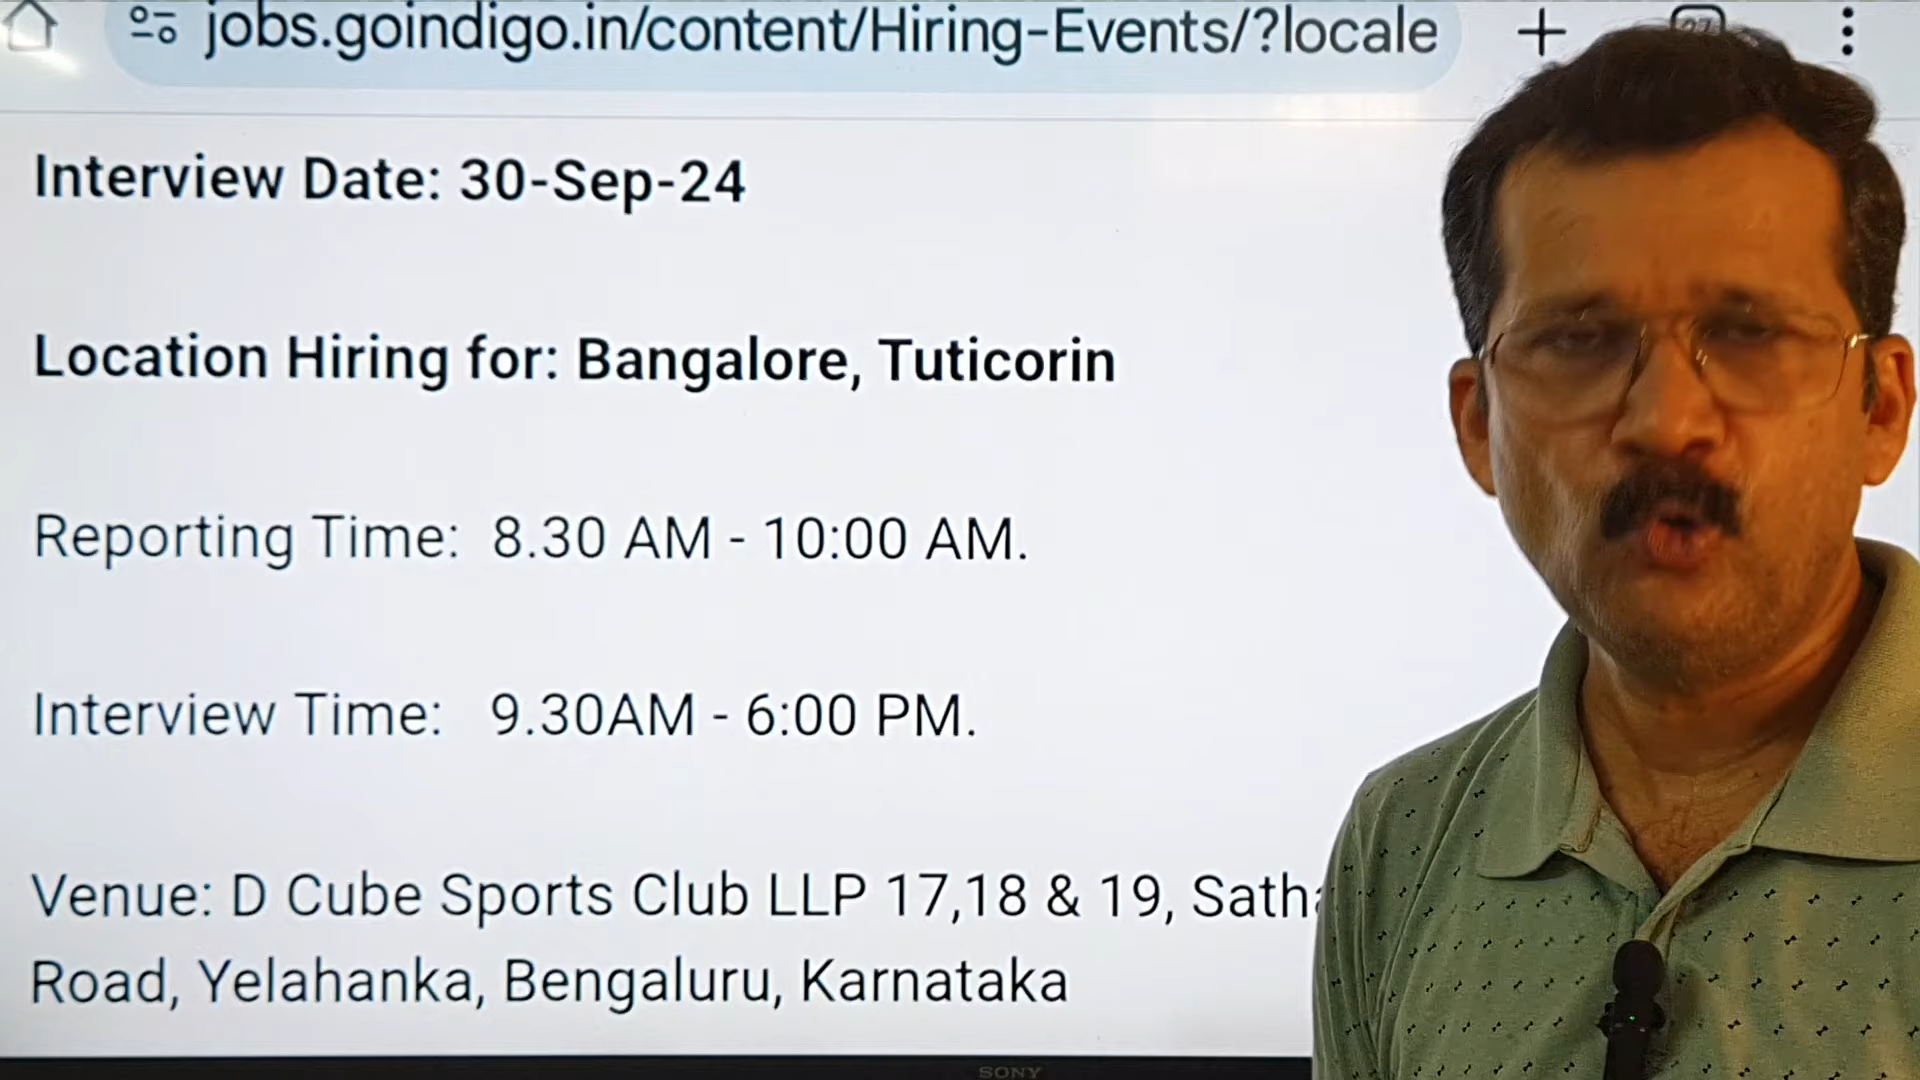 jobs.goindigo.in/content/Hiring-Events/?locale
Interview Date: 30-Sep-24
Location Hiring for: Bangalore, Tuticorin
Reporting Time: 8.30 AM - 10:00 AM.
Interview Time: 9.30AM - 6:00 PM.
Venue: D Cube Sports Club LLP 17,18 & 19,
Road, Yelahanka, Bengaluru, Karnataka
SONY